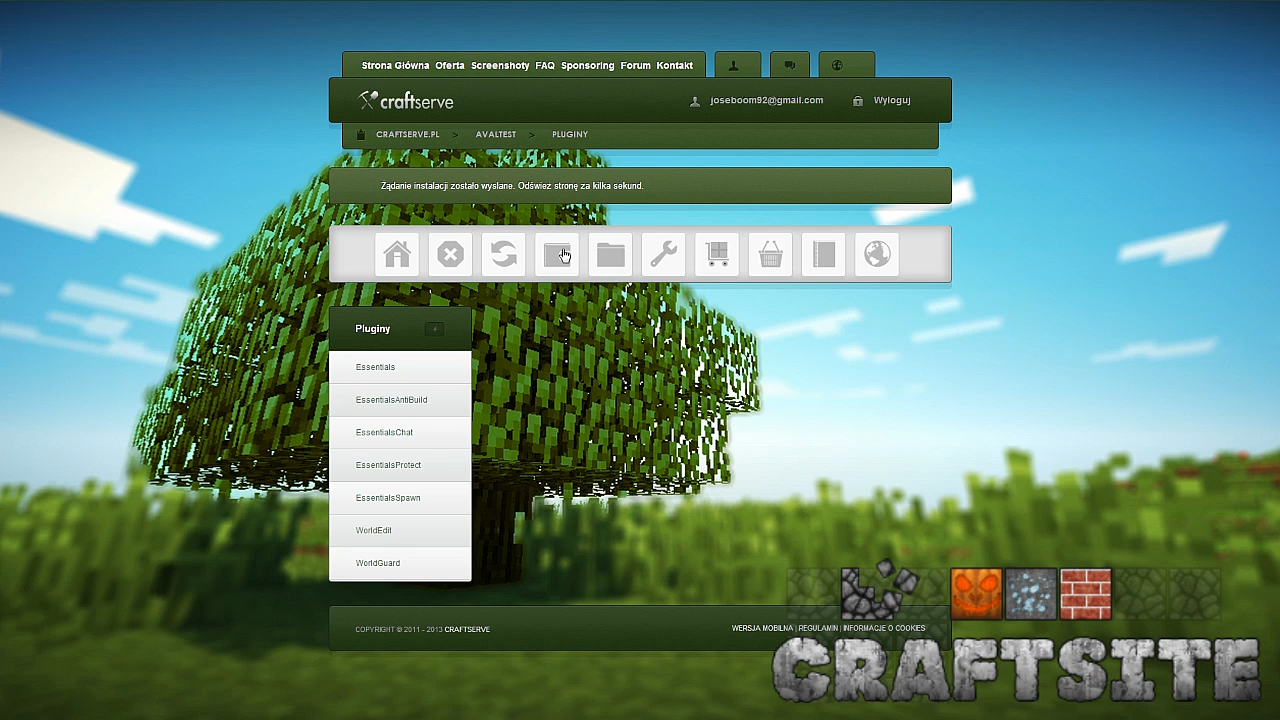 Strona Główna Oferta Screenshoty FAQ Sponsoring Forum Kontakt
craftserve
joseboom92@gmail.com Wyloguj
CRAFTSERVE.PL > AVALTEST > PLUGINY
Żądanie instalacji zostało wysłane. Odśwież stronę za kilka sekund.
Pluginy +
Essentials
EssentialsAntiBuild
EssentialsChat
EssentialsProtect
EssentialsSpawn
WorldEdit
WorldGuard
COPYRIGHT © 2011 - 2013 CRAFTSERVE
WERSJA MOBILNA | REGULAMIN | INFORMACJE O COOKIES
CRAFTSITE